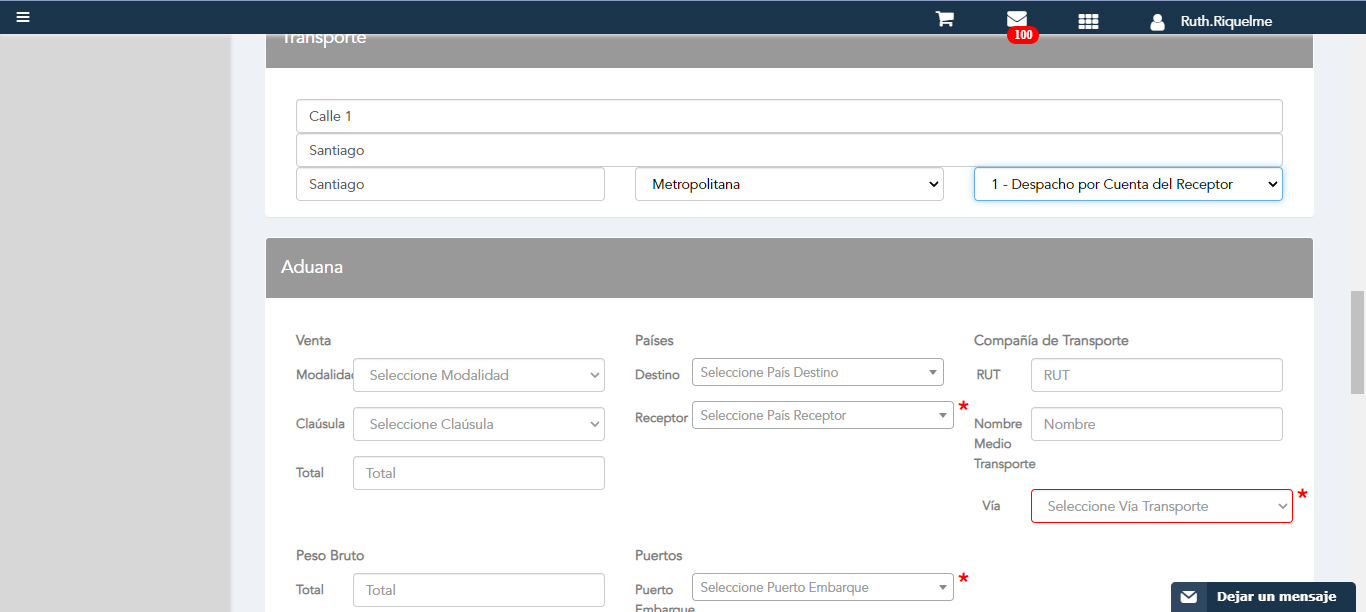 Ruth.Riquelme
100
Transporte
Calle 1
Santiago
Santiago Metropolitana 1 - Despacho por Cuenta del Receptor
Aduana
Venta Países Compañía de Transporte
Modalidad Seleccione Modalidad Destino Seleccione País Destino RUT RUT
Receptor Seleccione País Receptor *
Claúsula Seleccione Claúsula Nombre Medio Transporte Nombre
Total Total
Vía Seleccione Vía Transporte *
Peso Bruto Puertos
Total Total Puerto Embarque Seleccione Puerto Embarque *
Dejar un mensaje